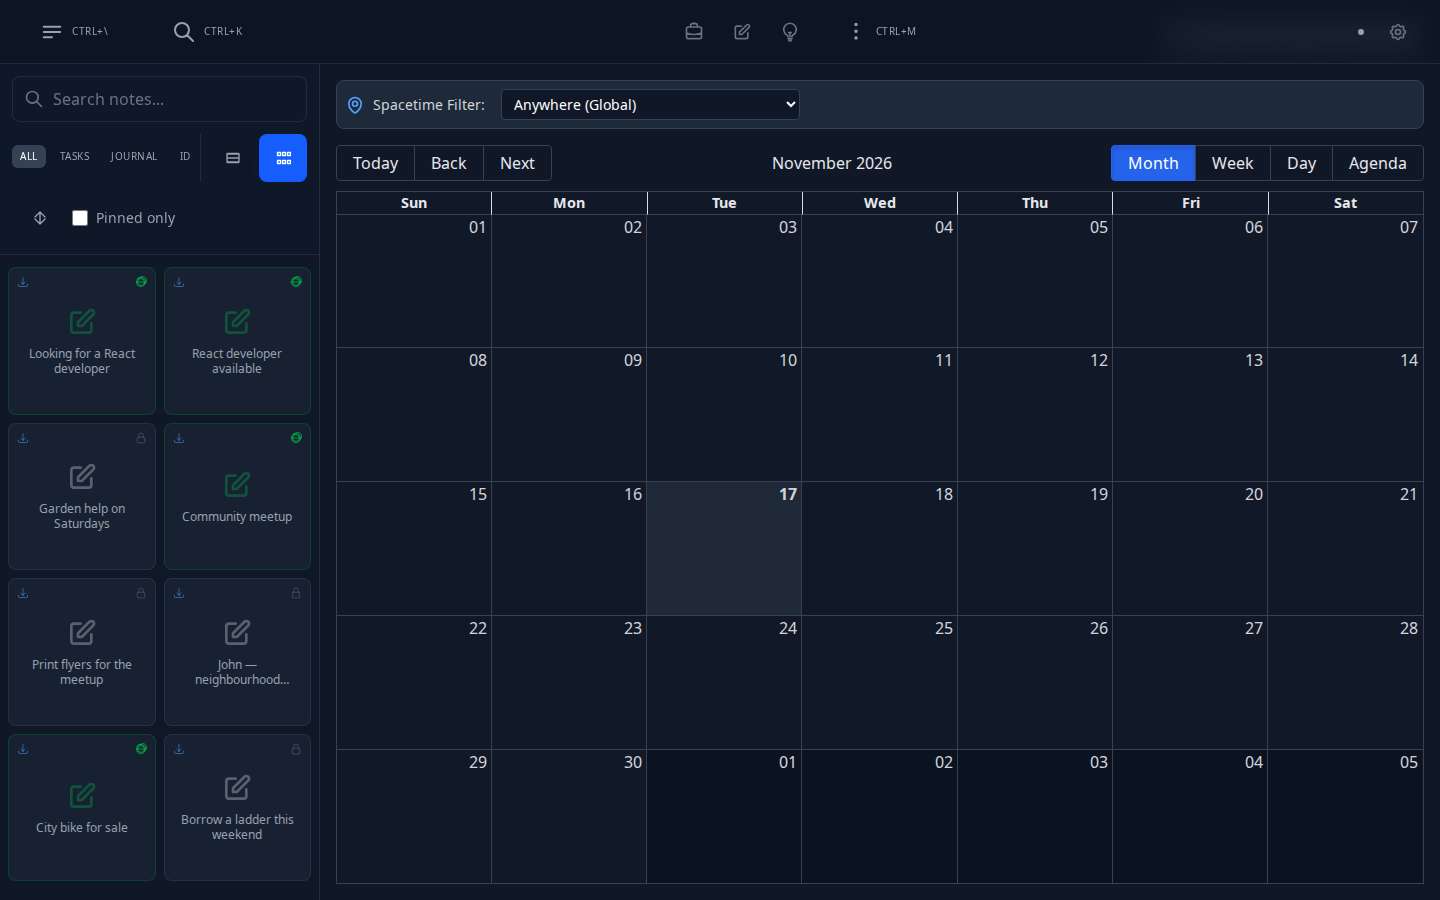 CTRL+\ CTRL+K CTRL+M
Search notes...
ALL TASKS JOURNAL ID
Pinned only
Looking for a React
developer
React developer
available
Garden help on
Saturdays
Community meetup
Print flyers for the
meetup
John —
neighbourhood...
City bike for sale
Borrow a ladder this
weekend
Spacetime Filter: Anywhere (Global)
Today Back Next November 2026 Month Week Day Agenda
Sun Mon Tue Wed Thu Fri Sat
01 02 03 04 05 06 07
08 09 10 11 12 13 14
15 16 17 18 19 20 21
22 23 24 25 26 27 28
29 30 01 02 03 04 05